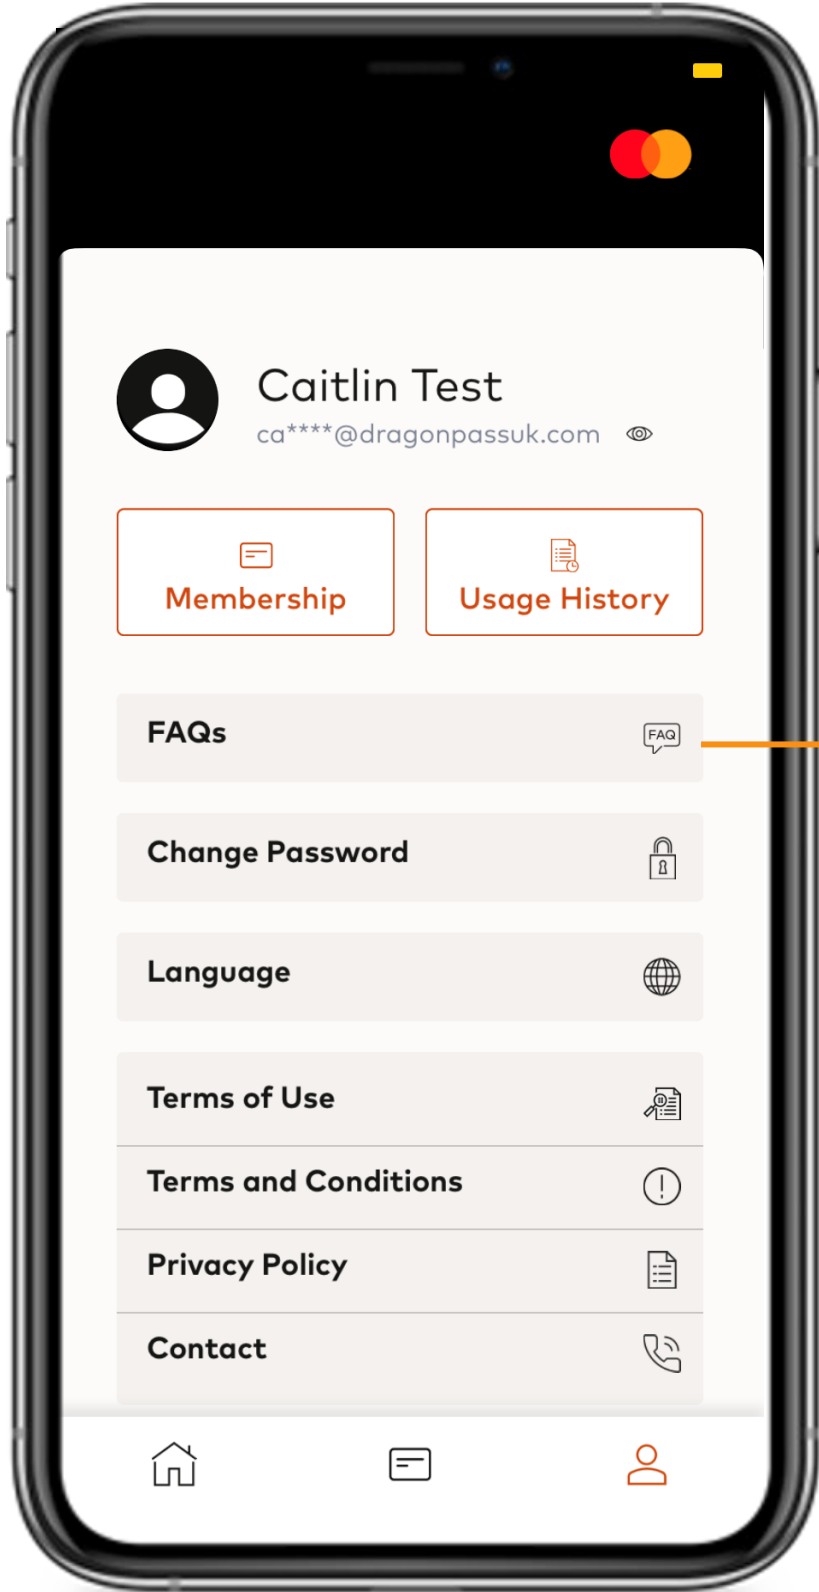 Caitlin Test
ca****@dragonpassuk.com
Membership
Usage History
FAQs
FAQ
Change Password
Language
Terms of Use
Terms and Conditions
Privacy Policy
Contact